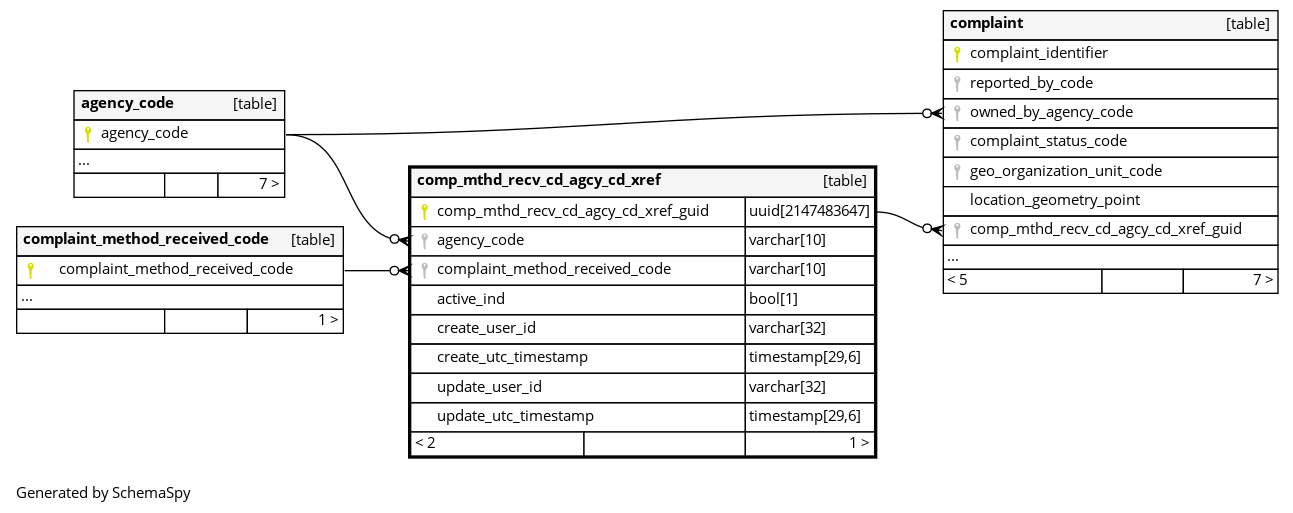 complaint [table]
complaint_identifier
reported_by_code
owned_by_agency_code
complaint_status_code
geo_organization_unit_code
location_geometry_point
comp_mthd_recv_cd_agcy_cd_xref_guid
...
< 5 7 >
agency_code [table]
agency_code
...
7 >
comp_mthd_recv_cd_agcy_cd_xref [table]
comp_mthd_recv_cd_agcy_cd_xref_guid uuid[2147483647]
agency_code varchar[10]
complaint_method_received_code varchar[10]
active_ind bool[1]
create_user_id varchar[32]
create_utc_timestamp timestamp[29,6]
update_user_id varchar[32]
update_utc_timestamp timestamp[29,6]
< 2 1 >
complaint_method_received_code [table]
complaint_method_received_code
...
1 >
Generated by SchemaSpy